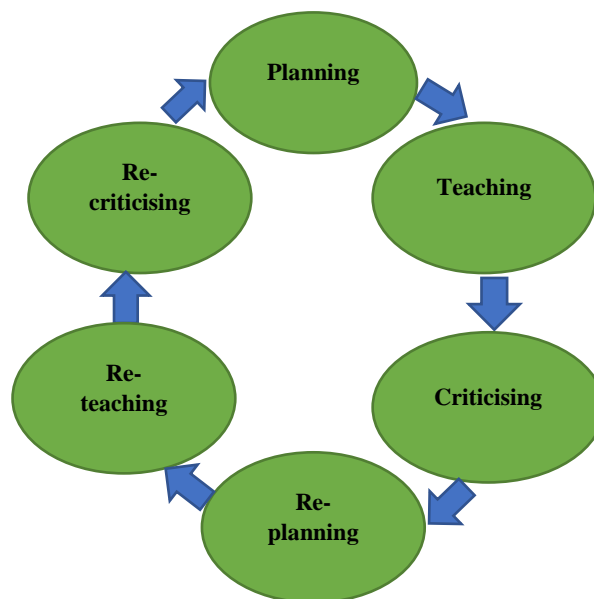 Planning
Teaching
Criticising
Re-
planning
Re-
teaching
Re-
criticising